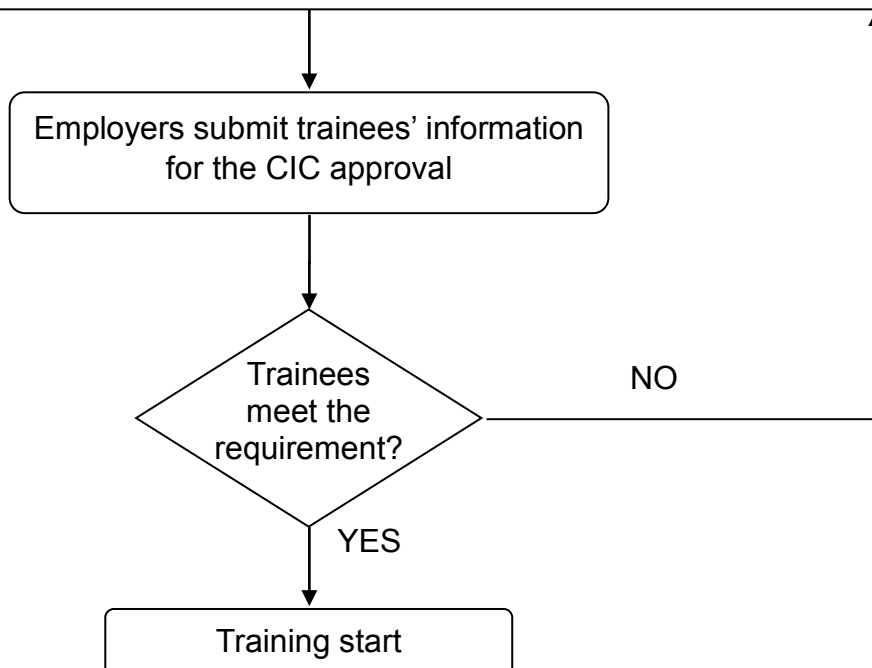 Employers submit trainees’ information
for the CIC approval
Trainees
meet the
requirement?
NO
YES
Training start